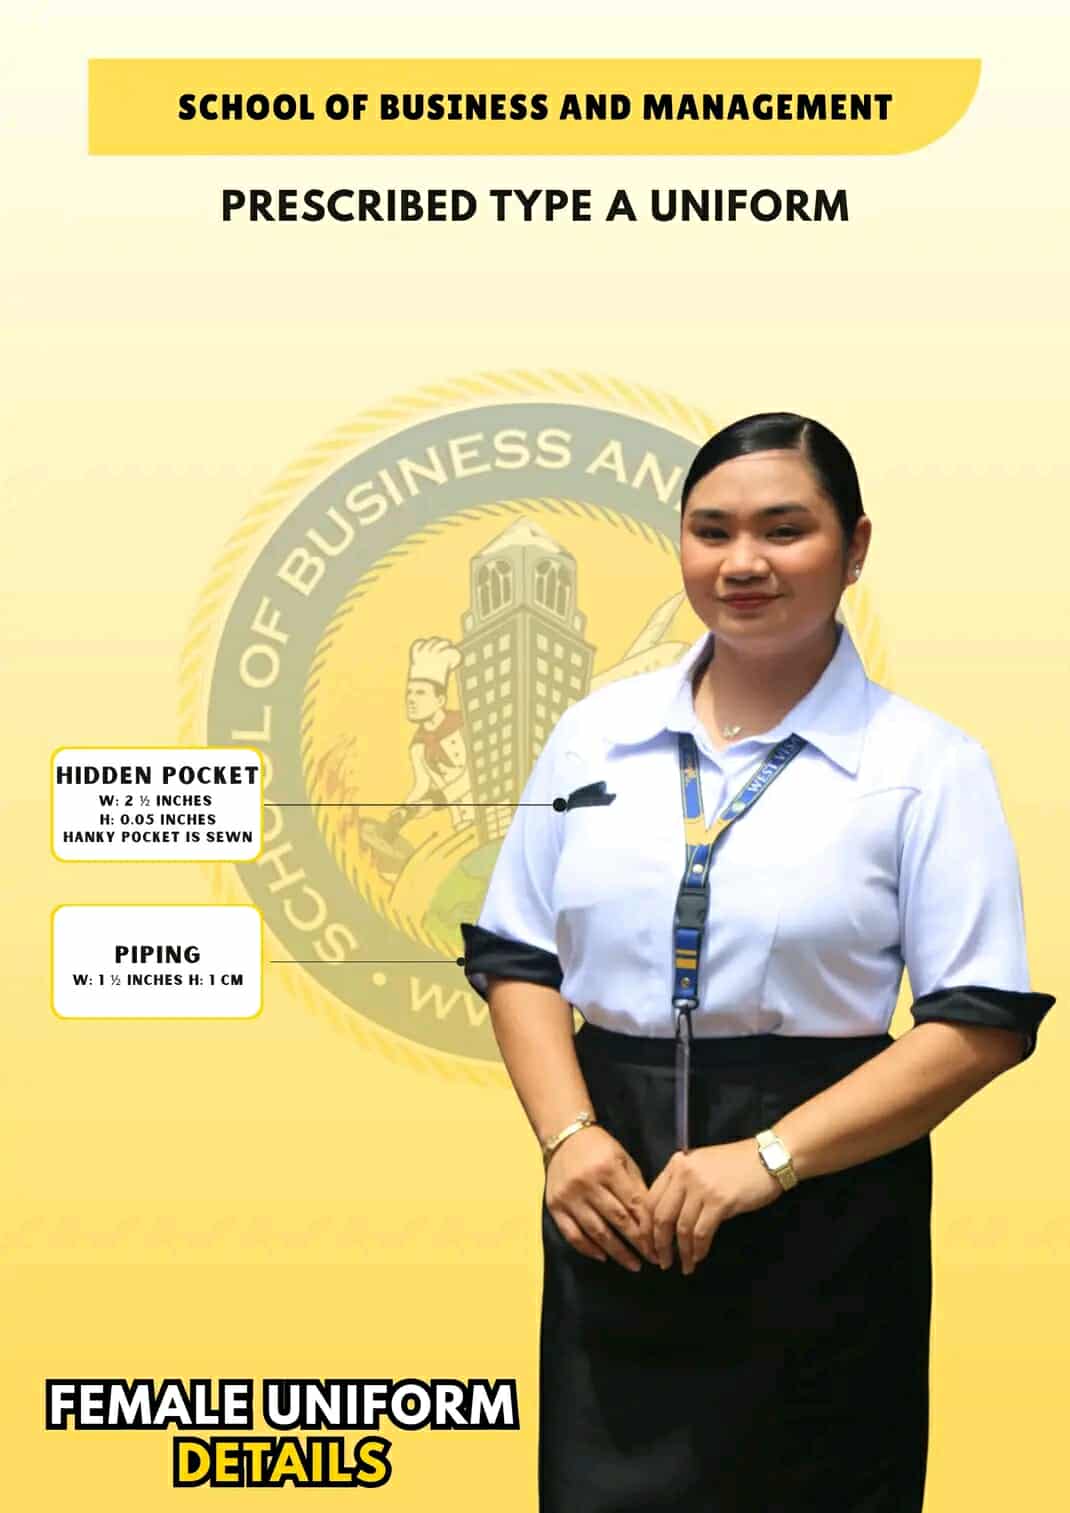 SCHOOL OF BUSINESS AND MANAGEMENT
PRESCRIBED TYPE A UNIFORM
SCHOOL OF BUSINESS AN
HIDDEN POCKET
W: 2 ½ INCHES
H: 0.05 INCHES
HANKY POCKET IS SEWN
PIPING
W: 1 ½ INCHES H: 1 CM
WEST VIS
FEMALE UNIFORM
DETAILS